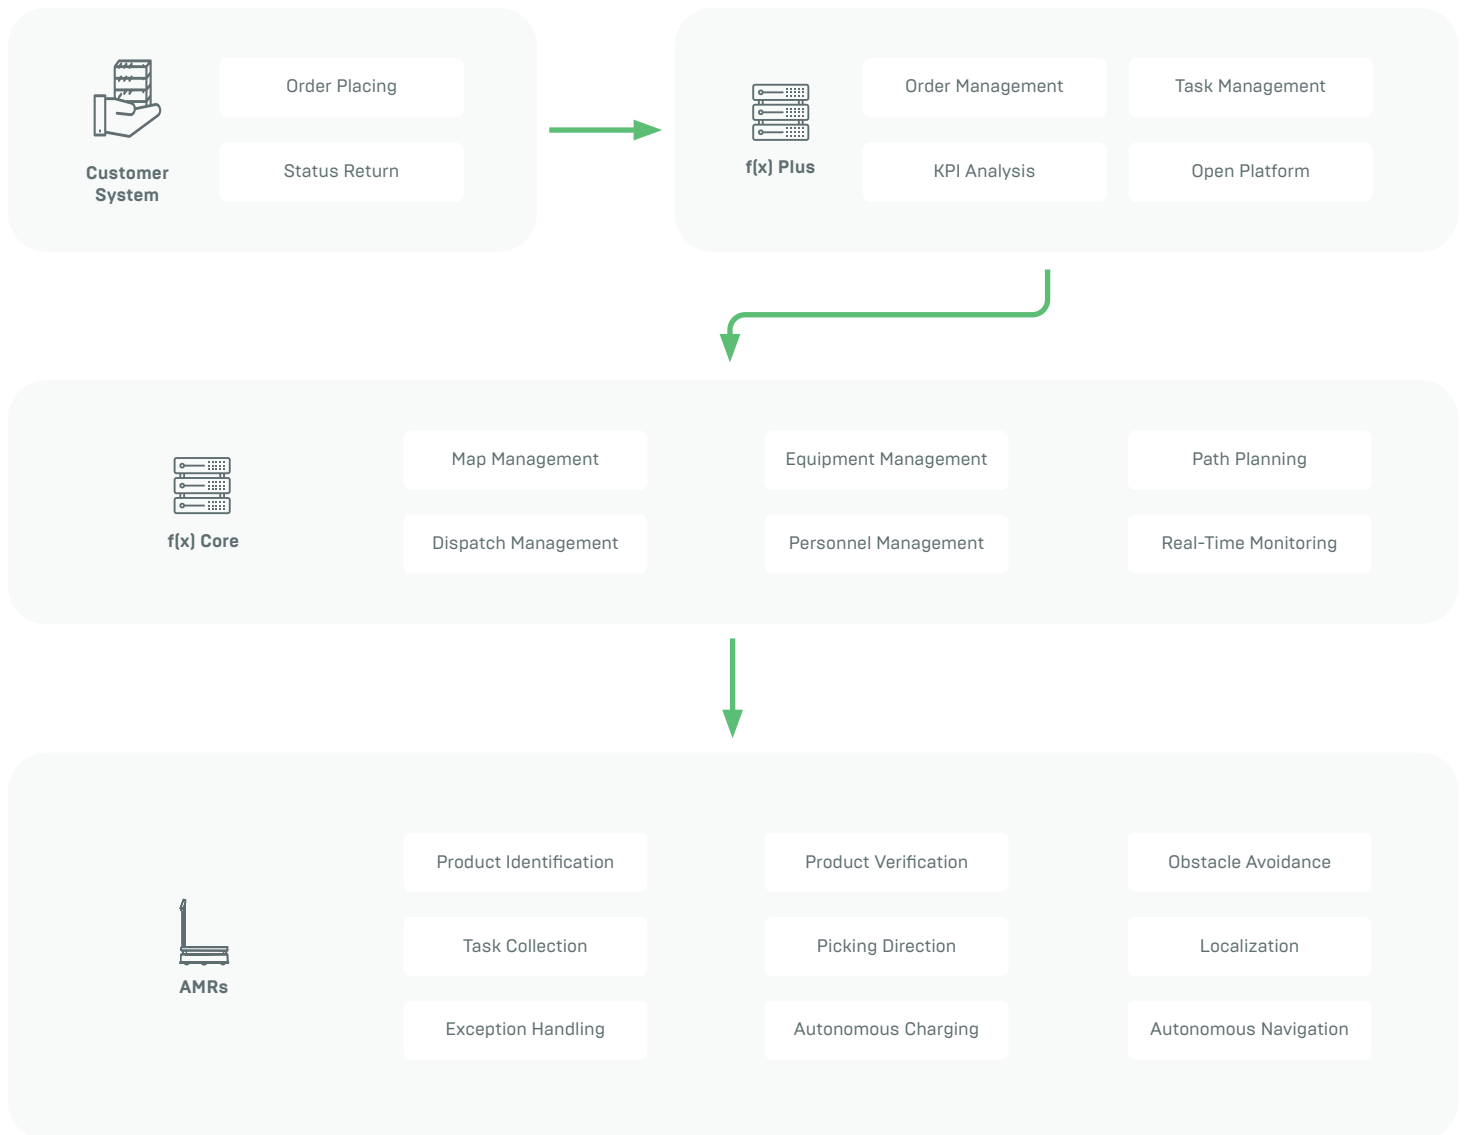 Customer
System
Order Placing
Status Return
f(x) Plus
Order Management
Task Management
KPI Analysis
Open Platform
f(x) Core
Map Management
Equipment Management
Path Planning
Dispatch Management
Personnel Management
Real-Time Monitoring
AMRs
Product Identification
Product Verification
Obstacle Avoidance
Task Collection
Picking Direction
Localization
Exception Handling
Autonomous Charging
Autonomous Navigation